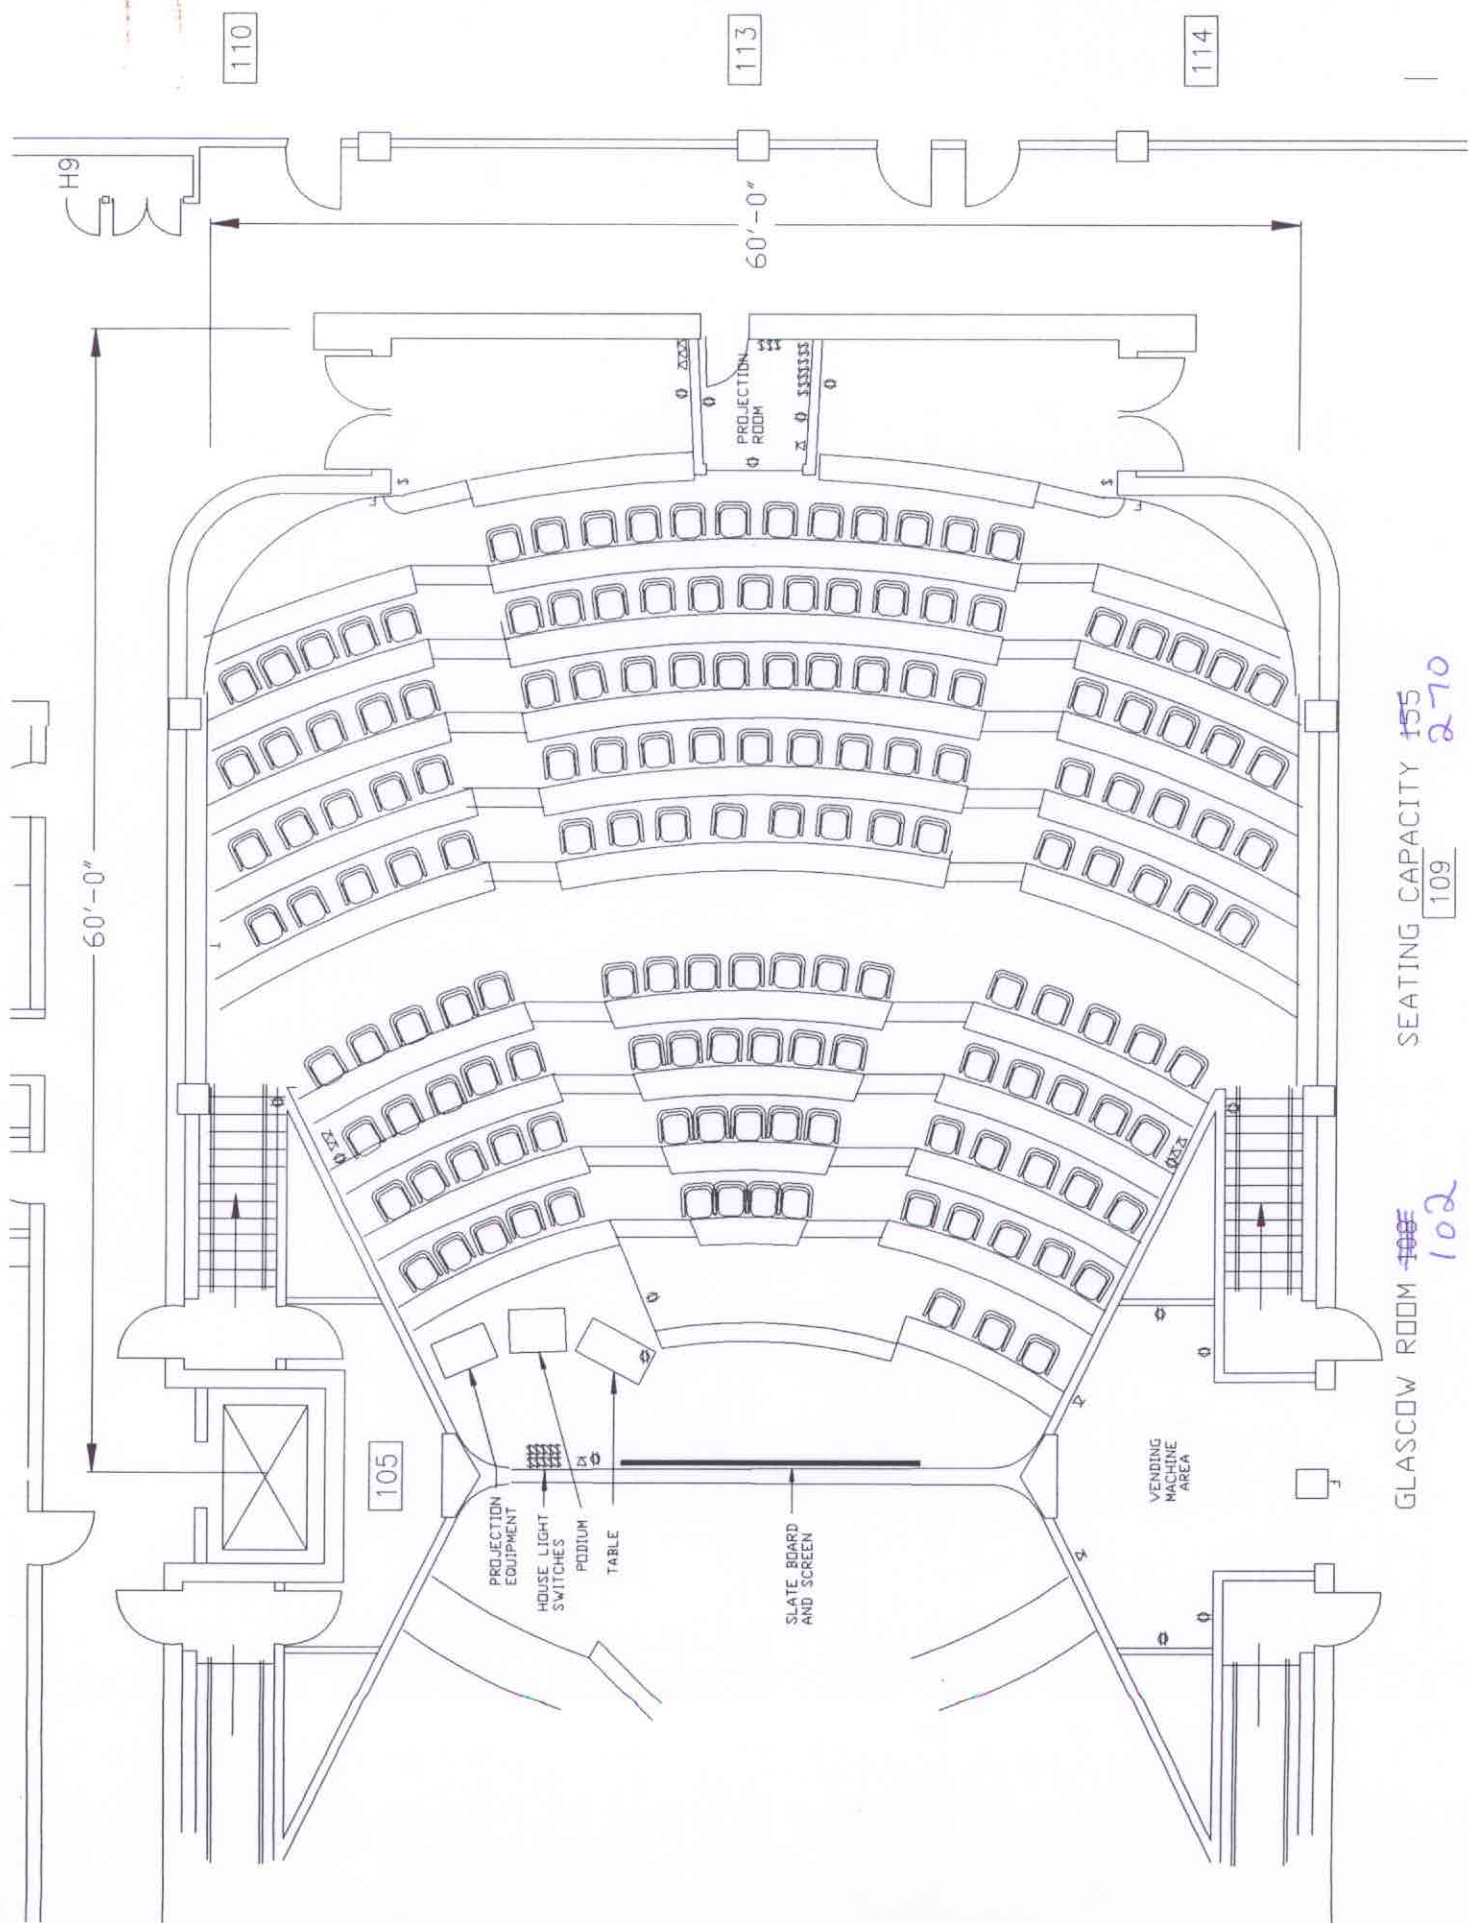 110
113
114
H9
60'-0"
60'-0"
PROJECTION
ROOM
105
PROJECTION
EQUIPMENT
HOUSE LIGHT
SWITCHES
PODIUM
TABLE
SLATE BOARD
AND SCREEN
VENDING
MACHINE
AREA
GLASCOW ROOM 108
102
SEATING CAPACITY 155
270
109